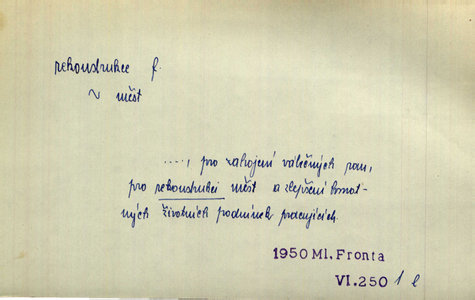 rekonstrukce f.
~ měst
...., pro zahojení válečných ran,
pro rekonstrukci měst a zlepšení hmot-
ných životních podmínek pracujících.
1950 Ml. Fronta
VI.250 1 l